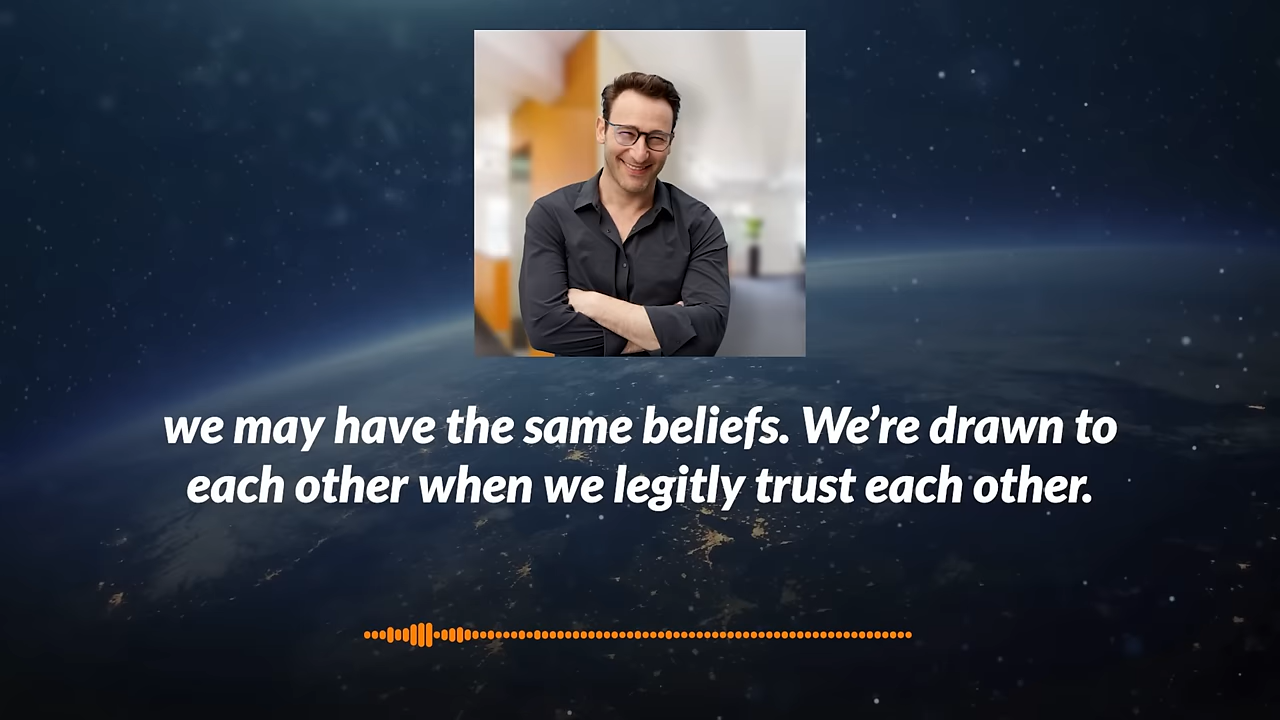 we may have the same beliefs. We’re drawn to
each other when we legitly trust each other.